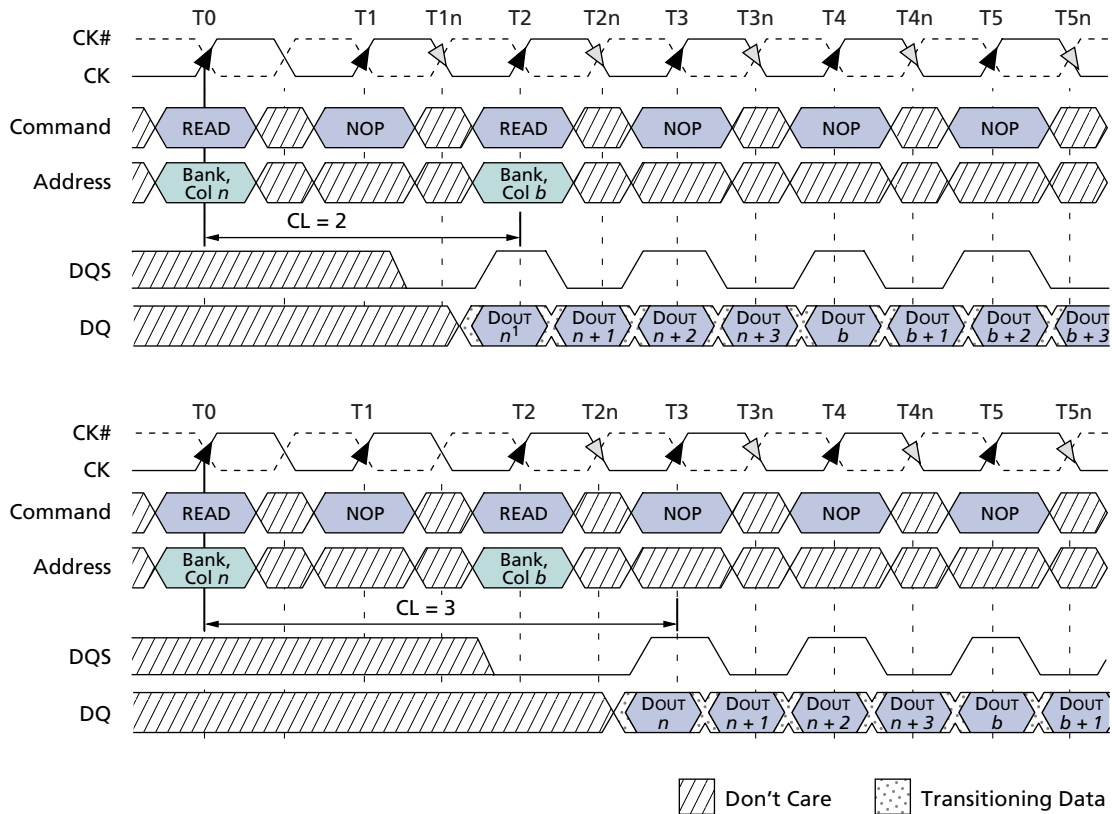 T0 T1 T1n T2 T2n T3 T3n T4 T4n T5 T5n
CK#
CK
Command READ NOP READ NOP NOP NOP
Address Bank, Col n Bank, Col b
CL = 2
DQS
DQ DOUT n¹ DOUT n + 1 DOUT n + 2 DOUT n + 3 DOUT b DOUT b + 1 DOUT b + 2 DOUT b + 3
T0 T1 T2 T2n T3 T3n T4 T4n T5 T5n
CK#
CK
Command READ NOP READ NOP NOP NOP
Address Bank, Col n Bank, Col b
CL = 3
DQS
DQ DOUT n DOUT n + 1 DOUT n + 2 DOUT n + 3 DOUT b DOUT b + 1
Don't Care Transitioning Data